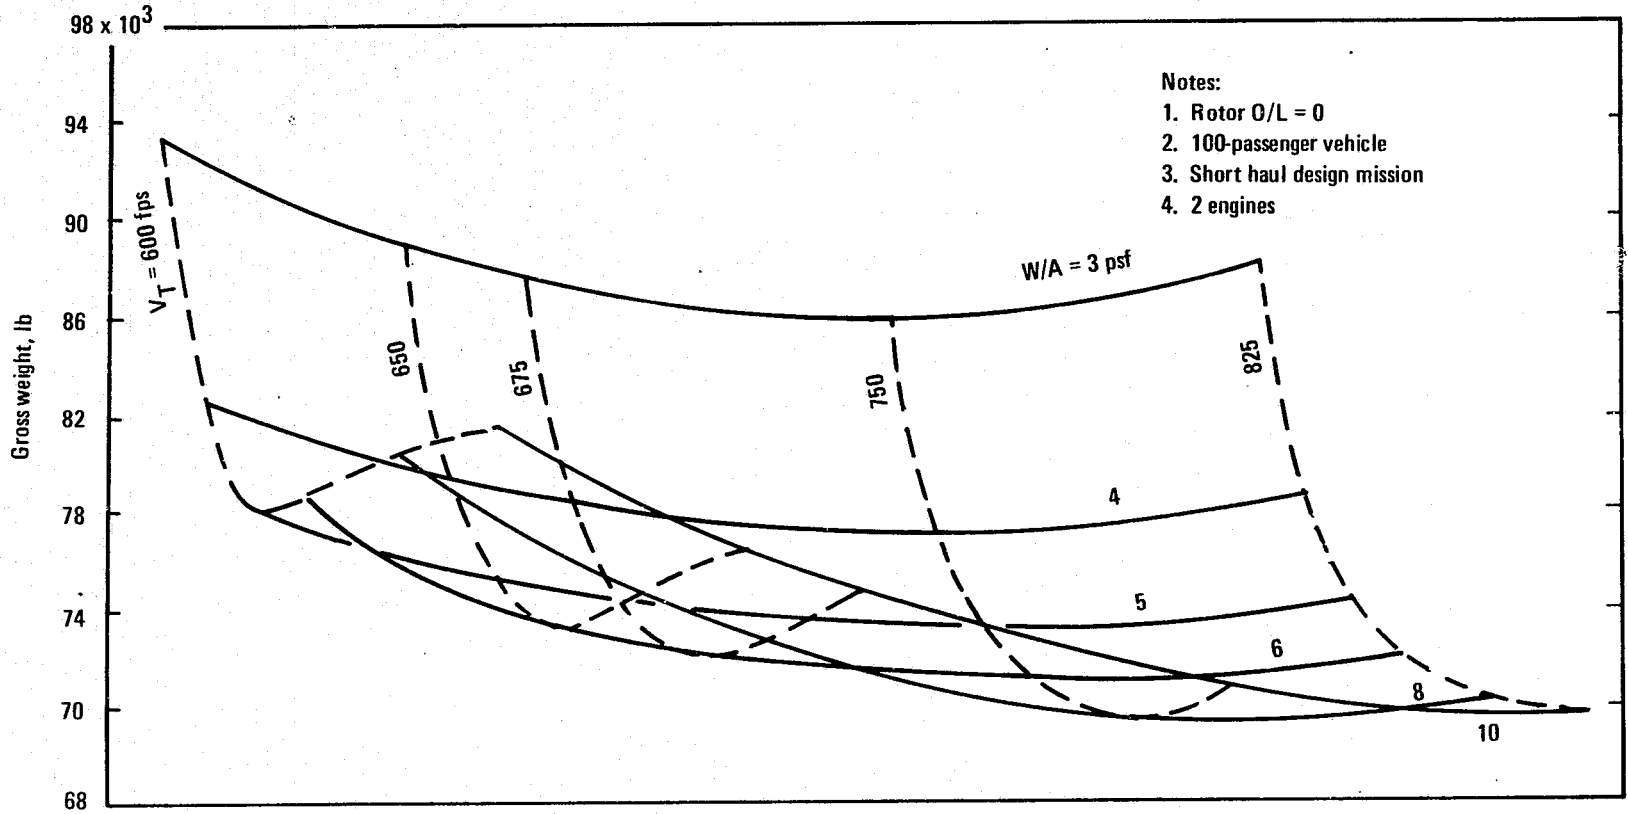 98 x 10³
94
90
86
82
78
74
70
68
Gross weight, lb
Notes:
1. Rotor O/L = 0
2. 100-passenger vehicle
3. Short haul design mission
4. 2 engines
V_T = 600 fps
650
675
750
825
W/A = 3 psf
4
5
6
8
10